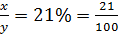 x/y = 21% = 21/100